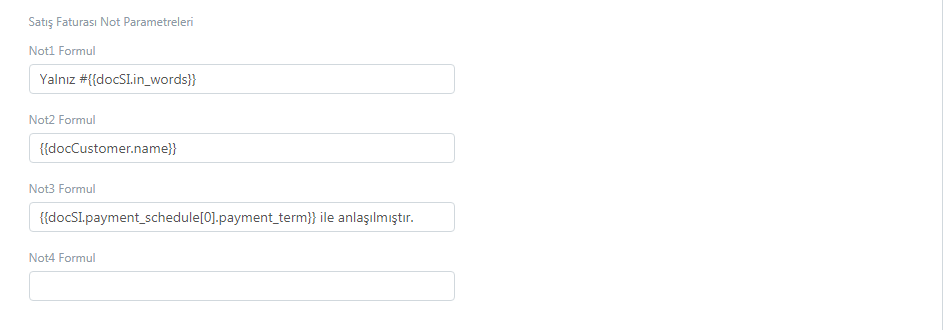 Satış Faturası Not Parametreleri
Not1 Formul
Yalnız #{{docSI.in_words}}
Not2 Formul
{{docCustomer.name}}
Not3 Formul
{{docSI.payment_schedule[0].payment_term}} ile anlaşılmıştır.
Not4 Formul